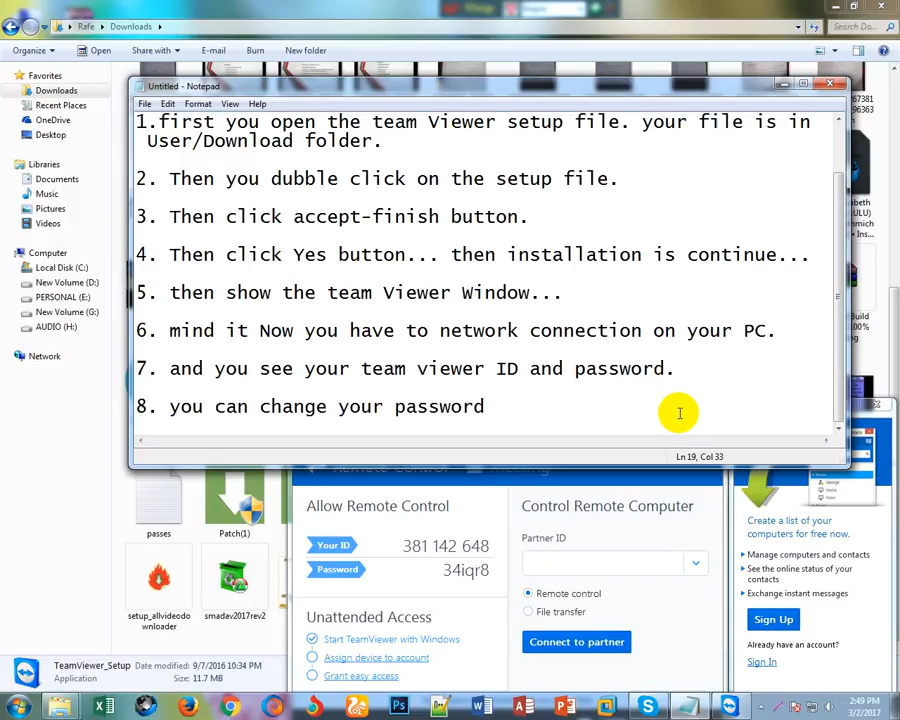 Rafe
Downloads
Search Do...
Organize
Open
Share with
E-mail
Burn
New folder
Favorites
Downloads
Recent Places
OneDrive
Desktop
Libraries
Documents
Music
Pictures
Videos
Computer
Local Disk (C:)
New Volume (D:)
PERSONAL (E:)
New Volume (G:)
AUDIO (H:)
Network
Untitled - Notepad
File Edit Format View Help
1.first you open the team Viewer setup file. your file is in
User/Download folder.
2. Then you dubble click on the setup file.
3. Then click accept-finish button.
4. Then click Yes button... then installation is continue...
5. then show the team Viewer Window...
6. mind it Now you have to network connection on your PC.
7. and you see your team viewer ID and password.
8. you can change your password
Ln 19, Col 33
passes
Patch(1)
setup_allvideodo
wnloader
smadav2017rev2
Remote Control
Meeting
Allow Remote Control
Your ID 381 142 648
Password 34iqr8
Unattended Access
Start TeamViewer with Windows
Assign device to account
Grant easy access
Control Remote Computer
Partner ID
Remote control
File transfer
Connect to partner
Create a list of your
computers for free now.
Manage computers and contacts
See the online status of your
contacts
Exchange instant messages
Sign Up
Already have an account?
Sign In
TeamViewer_Setup Date modified: 9/7/2016 10:34 PM
Application Size: 11.7 MB
2:49 PM
3/2/2017